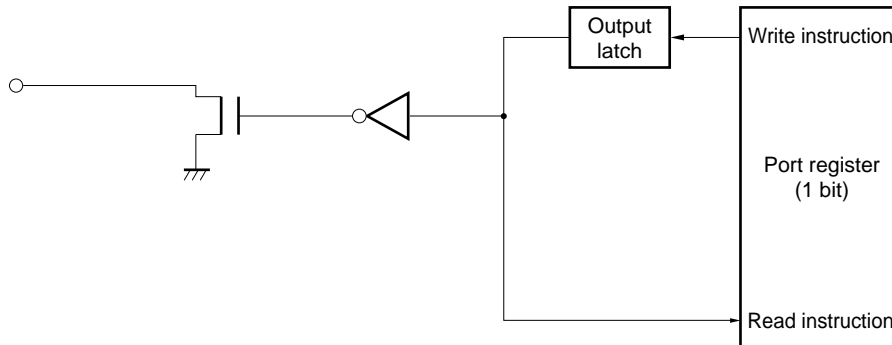 Output
latch
Write instruction
Port register
(1 bit)
Read instruction